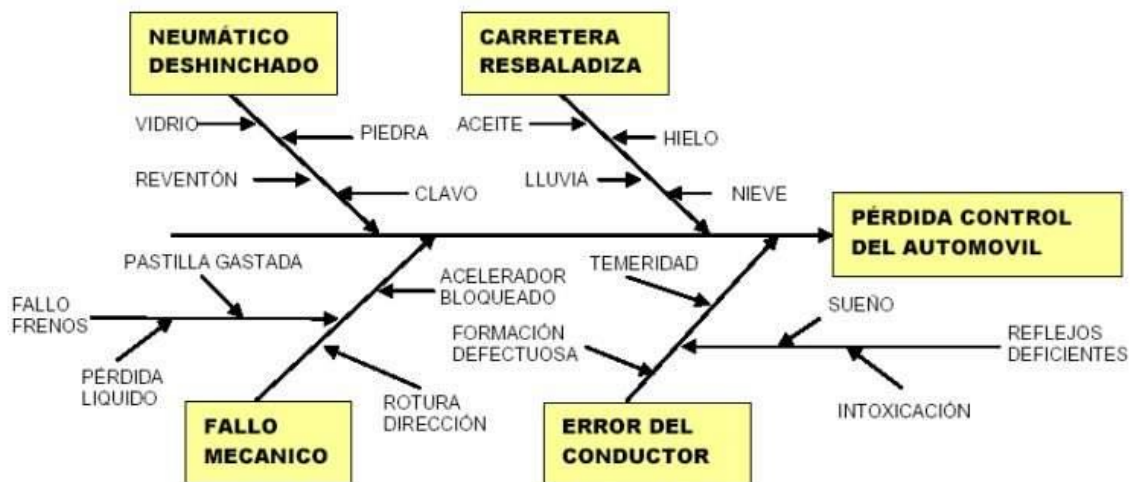 NEUMÁTICO
DESHINCHADO
CARRETERA
RESBALADIZA
VIDRIO
PIEDRA
REVENTÓN
CLAVO
ACEITE
HIELO
LLUVIA
NIEVE
PÉRDIDA CONTROL
DEL AUTOMOVIL
PASTILLA GASTADA
FALLO
FRENOS
PÉRDIDA
LIQUIDO
ACELERADOR
BLOQUEADO
ROTURA
DIRECCIÓN
FALLO
MECANICO
TEMERIDAD
FORMACIÓN
DEFECTUOSA
SUEÑO
REFLEJOS
DEFICIENTES
INTOXICACIÓN
ERROR DEL
CONDUCTOR